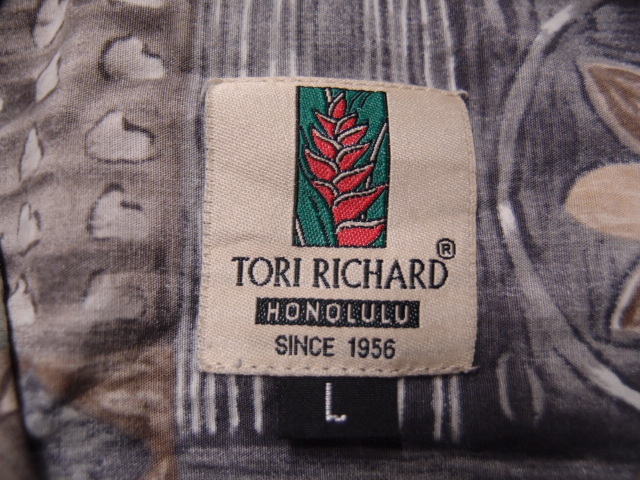 TORI RICHARD®
HONOLULU
SINCE 1956
L